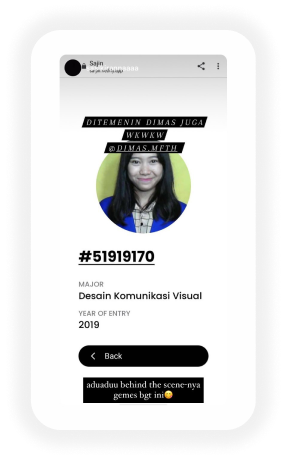 Sajin
DITEMENIN DIMAS JUGA
WKWKW
@DIMAS.MFTH
#51919170
MAJOR
Desain Komunikasi Visual
YEAR OF ENTRY
2019
Back
aduaduu behind the scene-nya
gemes bgt ini